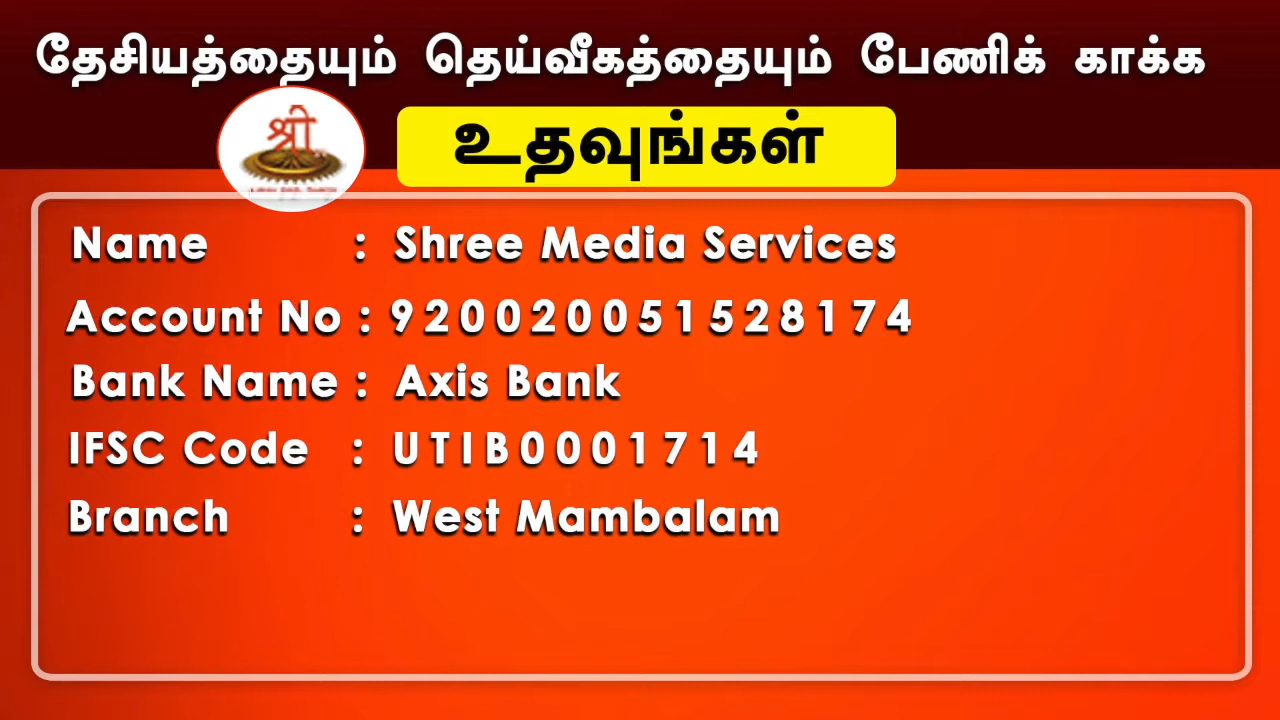 தேசியத்தையும் தெய்வீகத்தையும் பேணிக் காக்க
श्री
உதவுங்கள்
Name : Shree Media Services
Account No : 920020051528174
Bank Name : Axis Bank
IFSC Code : UTIB0001714
Branch : West Mambalam